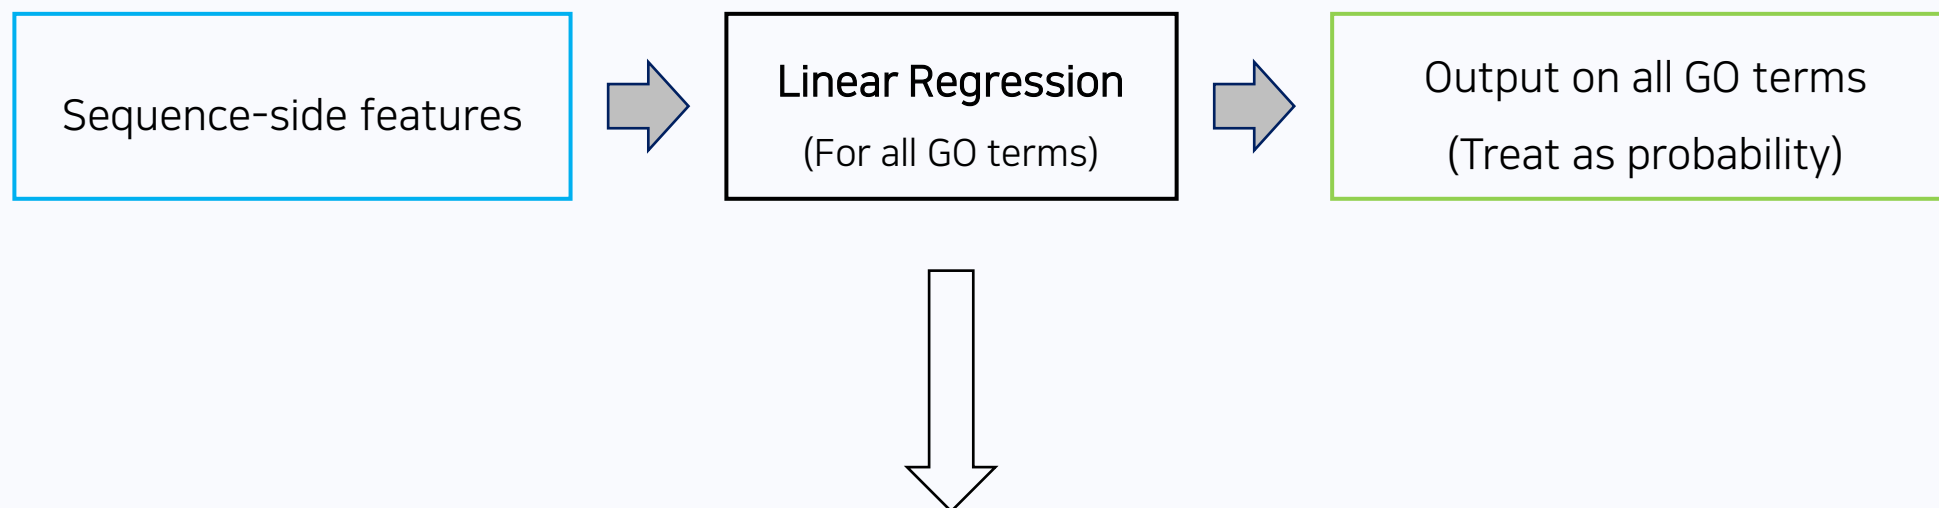 Sequence-side features
Linear Regression
(For all GO terms)
Output on all GO terms
(Treat as probability)